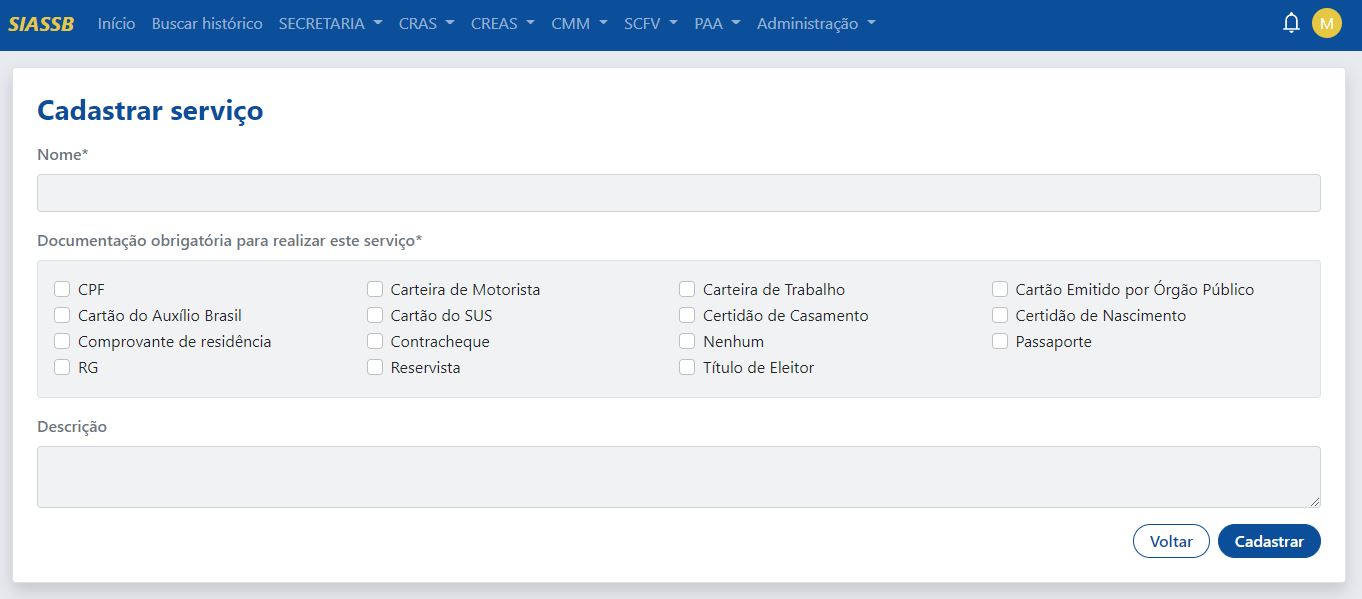 SIASSB Início Buscar histórico SECRETARIA CRAS CREAS CMM SCFV PAA Administração M
Cadastrar serviço
Nome*
Documentação obrigatória para realizar este serviço*
CPF Carteira de Motorista Carteira de Trabalho Cartão Emitido por Órgão Público
Cartão do Auxílio Brasil Cartão do SUS Certidão de Casamento Certidão de Nascimento
Comprovante de residência Contracheque Nenhum Passaporte
RG Reservista Título de Eleitor
Descrição
Voltar Cadastrar